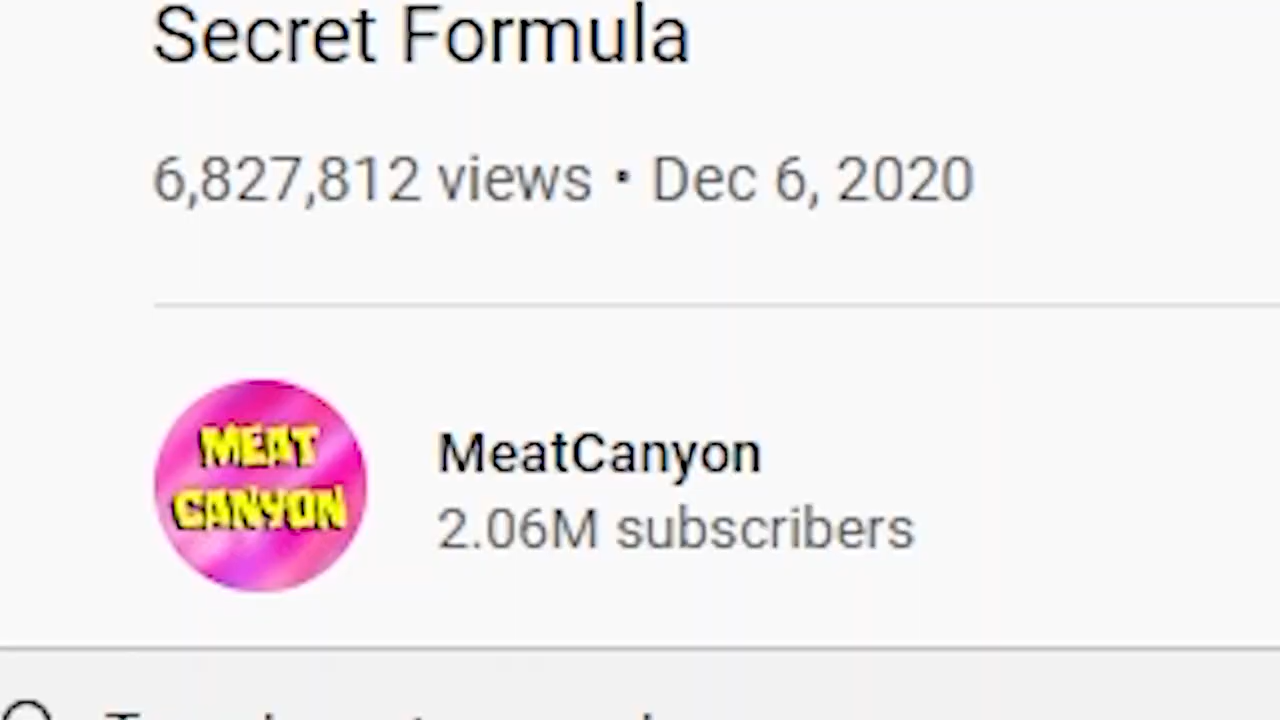 Secret Formula
6,827,812 views • Dec 6, 2020
MEAT
CANYON
MeatCanyon
2.06M subscribers